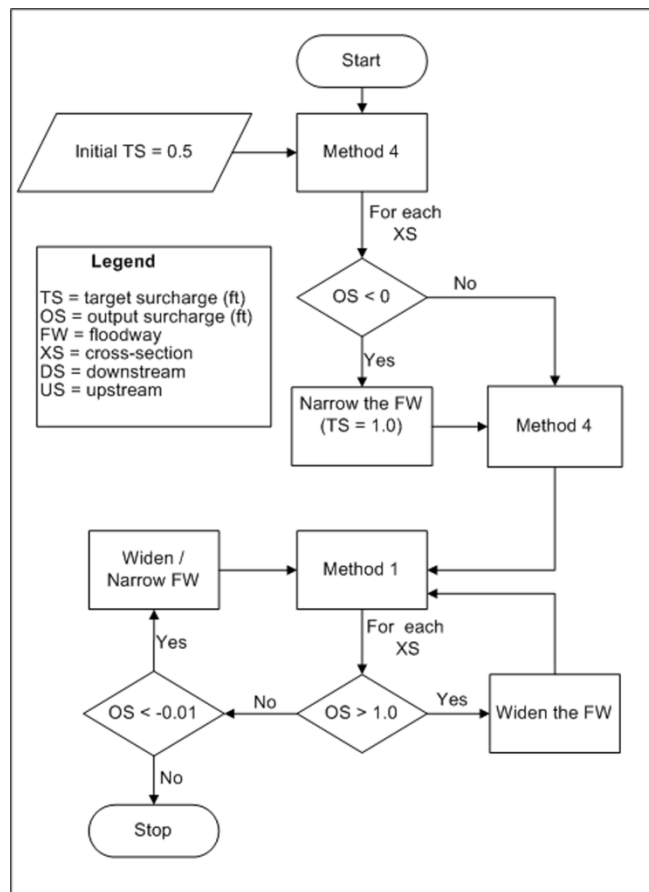 Start
Initial TS = 0.5
Method 4
For each
XS
Legend
TS = target surcharge (ft)
OS = output surcharge (ft)
FW = floodway
XS = cross-section
DS = downstream
US = upstream
OS < 0
No
Yes
Narrow the FW
(TS = 1.0)
Method 4
Widen /
Narrow FW
Method 1
For each
XS
Yes
OS < -0.01
No
OS > 1.0
Yes
Widen the FW
No
Stop